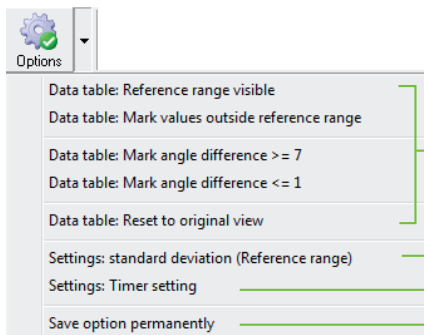 Options
Data table: Reference range visible
Data table: Mark values outside reference range
Data table: Mark angle difference >= 7
Data table: Mark angle difference <= 1
Data table: Reset to original view
Settings: standard deviation (Reference range)
Settings: Timer setting
Save option permanently